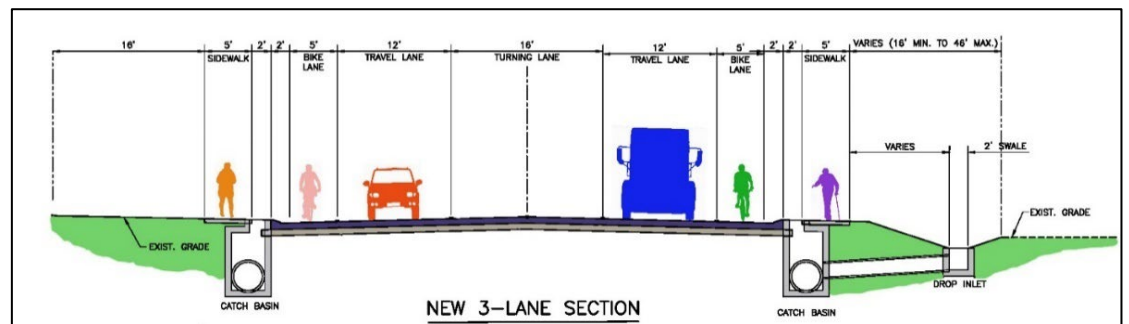 16' 5' 2' 2' 5' 12' 16' 12' 5' 2' 2' 5' VARIES (16' MIN. TO 46' MAX.)
SIDEWALK BIKE LANE TRAVEL LANE TURNING LANE TRAVEL LANE BIKE LANE SIDEWALK
VARIES 2' SWALE
EXIST. GRADE
EXIST. GRADE
CATCH BASIN
NEW 3-LANE SECTION
CATCH BASIN
DROP INLET